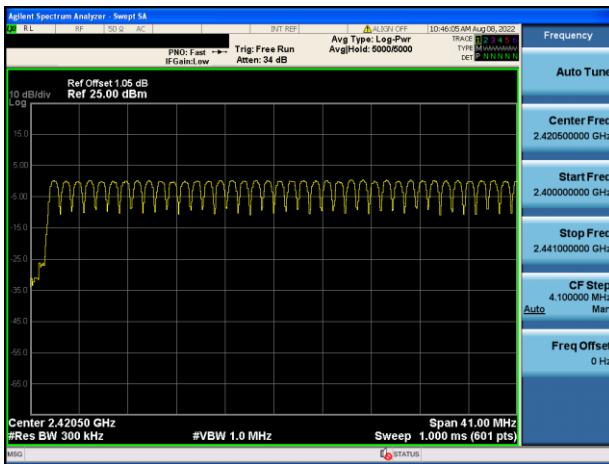 Agilent Spectrum Analyzer - Swept SA
RL RF 50 Ω AC INT REF ALIGN OFF 10:46:05 AM Aug 08, 2022
PNO: Fast IFGain:Low
Trig: Free Run
Atten: 34 dB
Avg Type: Log-Pwr
Avg|Hold: 5000/5000
TRACE 1 2 3 4 5 6
TYPE M
DET P N N N N N
Frequency
Auto Tune
Ref Offset 1.05 dB
10 dB/div Ref 25.00 dBm
Log
15.0
5.00
-5.00
-15.0
-25.0
-35.0
-45.0
-55.0
-65.0
Center Freq
2.420500000 GHz
Start Freq
2.400000000 GHz
Stop Freq
2.441000000 GHz
CF Step
4.100000 MHz
Auto Man
Freq Offset
0 Hz
Center 2.42050 GHz Span 41.00 MHz
#Res BW 300 kHz #VBW 1.0 MHz Sweep 1.000 ms (601 pts)
MSG STATUS